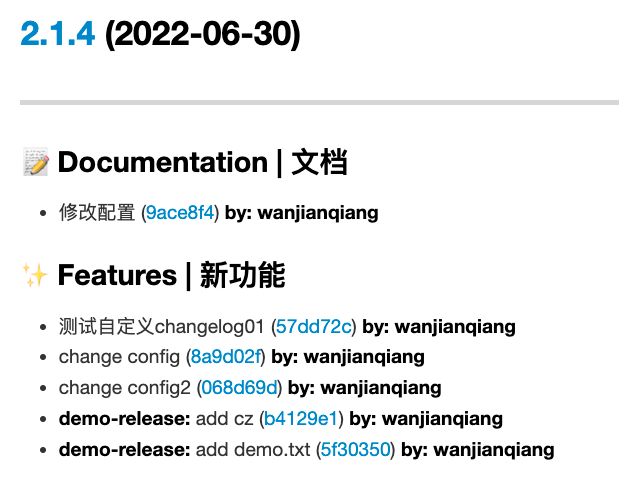 2.1.4 (2022-06-30)
📝 Documentation | 文档
• 修改配置 (9ace8f4) by: wanjianqiang
✨ Features | 新功能
• 测试自定义changelog01 (57dd72c) by: wanjianqiang
• change config (8a9d02f) by: wanjianqiang
• change config2 (068d69d) by: wanjianqiang
• demo-release: add cz (b4129e1) by: wanjianqiang
• demo-release: add demo.txt (5f30350) by: wanjianqiang